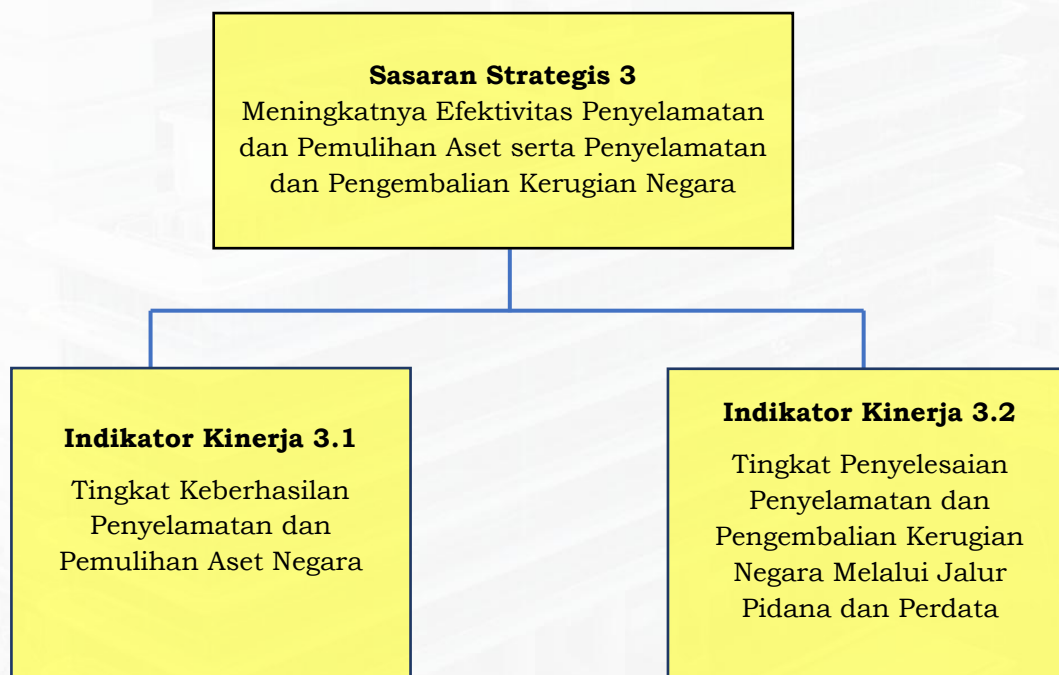 Sasaran Strategis 3
Meningkatnya Efektivitas Penyelamatan
dan Pemulihan Aset serta Penyelamatan
dan Pengembalian Kerugian Negara
Indikator Kinerja 3.1
Tingkat Keberhasilan
Penyelamatan dan
Pemulihan Aset Negara
Indikator Kinerja 3.2
Tingkat Penyelesaian
Penyelamatan dan
Pengembalian Kerugian
Negara Melalui Jalur
Pidana dan Perdata